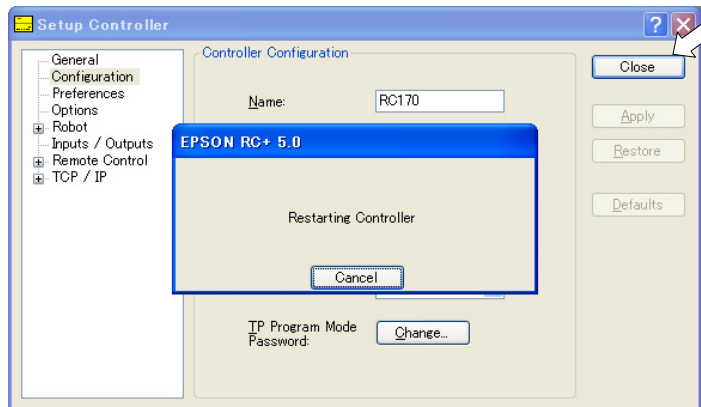 Setup Controller
General
Configuration
Preferences
Options
Robot
Inputs / Outputs
Remote Control
TCP / IP
Controller Configuration
Name:
RC170
EPSON RC+ 5.0
Restarting Controller
Cancel
TP Program Mode
Password:
Change...
Close
Apply
Restore
Defaults